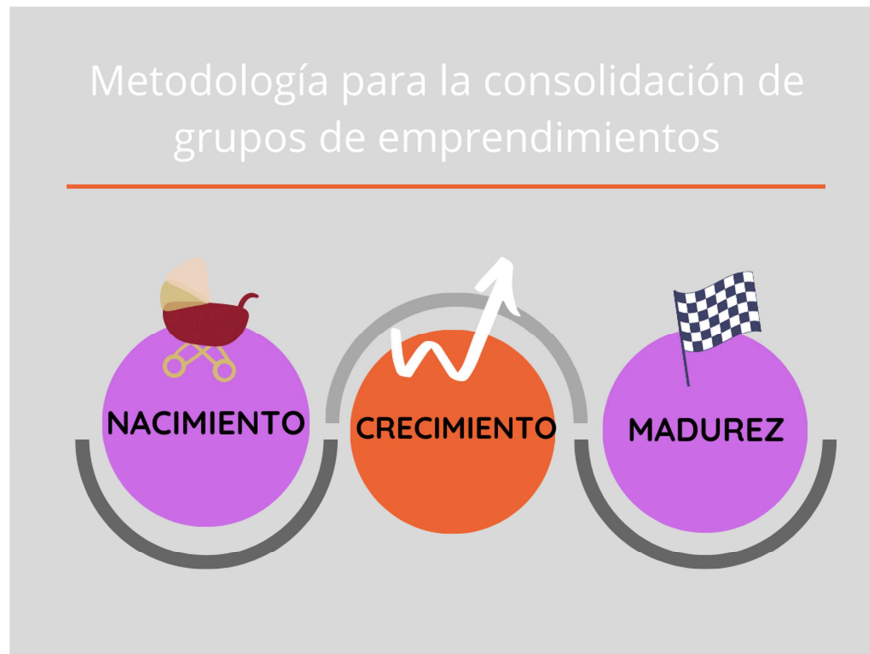 Metodología para la consolidación de
grupos de emprendimientos
NACIMIENTO
CRECIMIENTO
MADUREZ